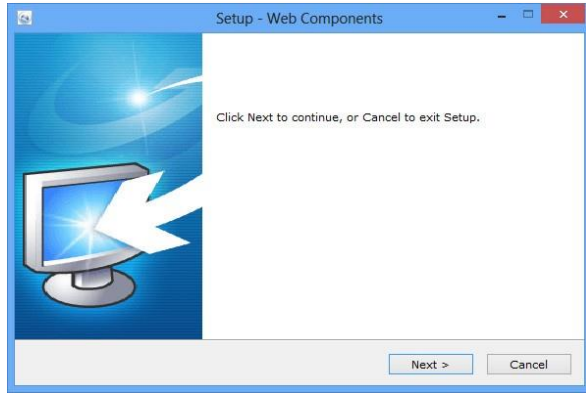 Setup - Web Components
Click Next to continue, or Cancel to exit Setup.
Next >
Cancel